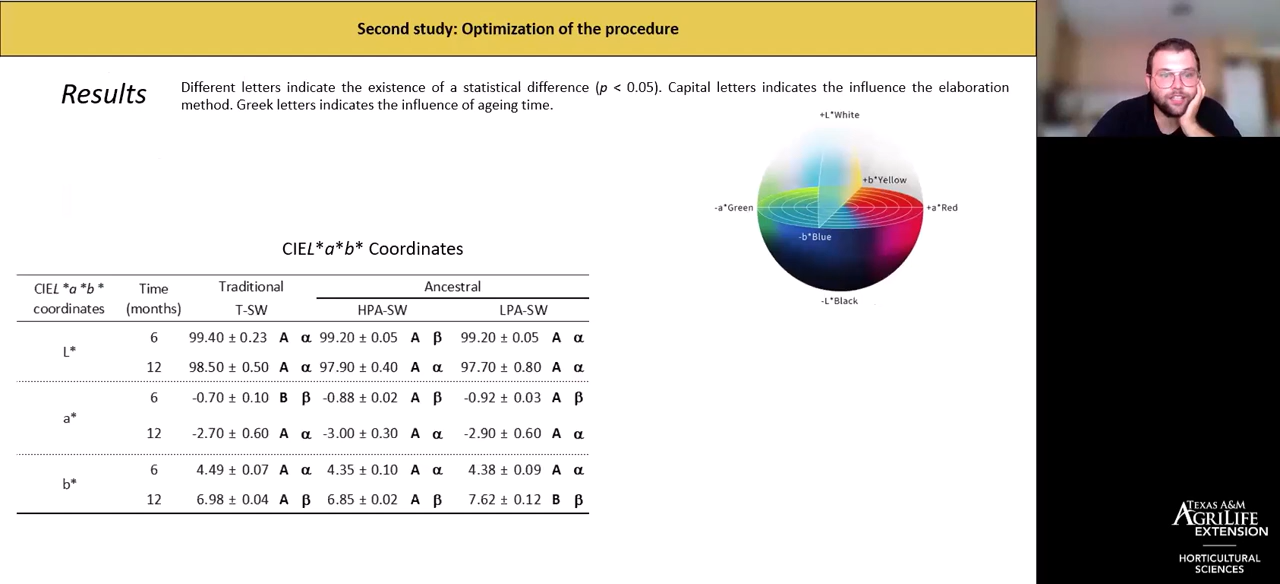 Second study: Optimization of the procedure
Results
Different letters indicate the existence of a statistical difference (p < 0.05). Capital letters indicates the influence the elaboration
method. Greek letters indicates the influence of ageing time.
+L*White
+b*Yellow
-a*Green
+a*Red
-b*Blue
-L*Black
CIEL*a*b* Coordinates
CIEL *a *b * coordinates Time (months) Traditional Ancestral
T-SW HPA-SW LPA-SW
L*
6 99.40 ± 0.23 A α 99.20 ± 0.05 A β 99.20 ± 0.05 A α
12 98.50 ± 0.50 A α 97.90 ± 0.40 A α 97.70 ± 0.80 A α
a*
6 -0.70 ± 0.10 B β -0.88 ± 0.02 A β -0.92 ± 0.03 A β
12 -2.70 ± 0.60 A α -3.00 ± 0.30 A α -2.90 ± 0.60 A α
b*
6 4.49 ± 0.07 A α 4.35 ± 0.10 A α 4.38 ± 0.09 A α
12 6.98 ± 0.04 A β 6.85 ± 0.02 A β 7.62 ± 0.12 B β
TEXAS A&M
AGRILIFE
EXTENSION
HORTICULTURAL
SCIENCES